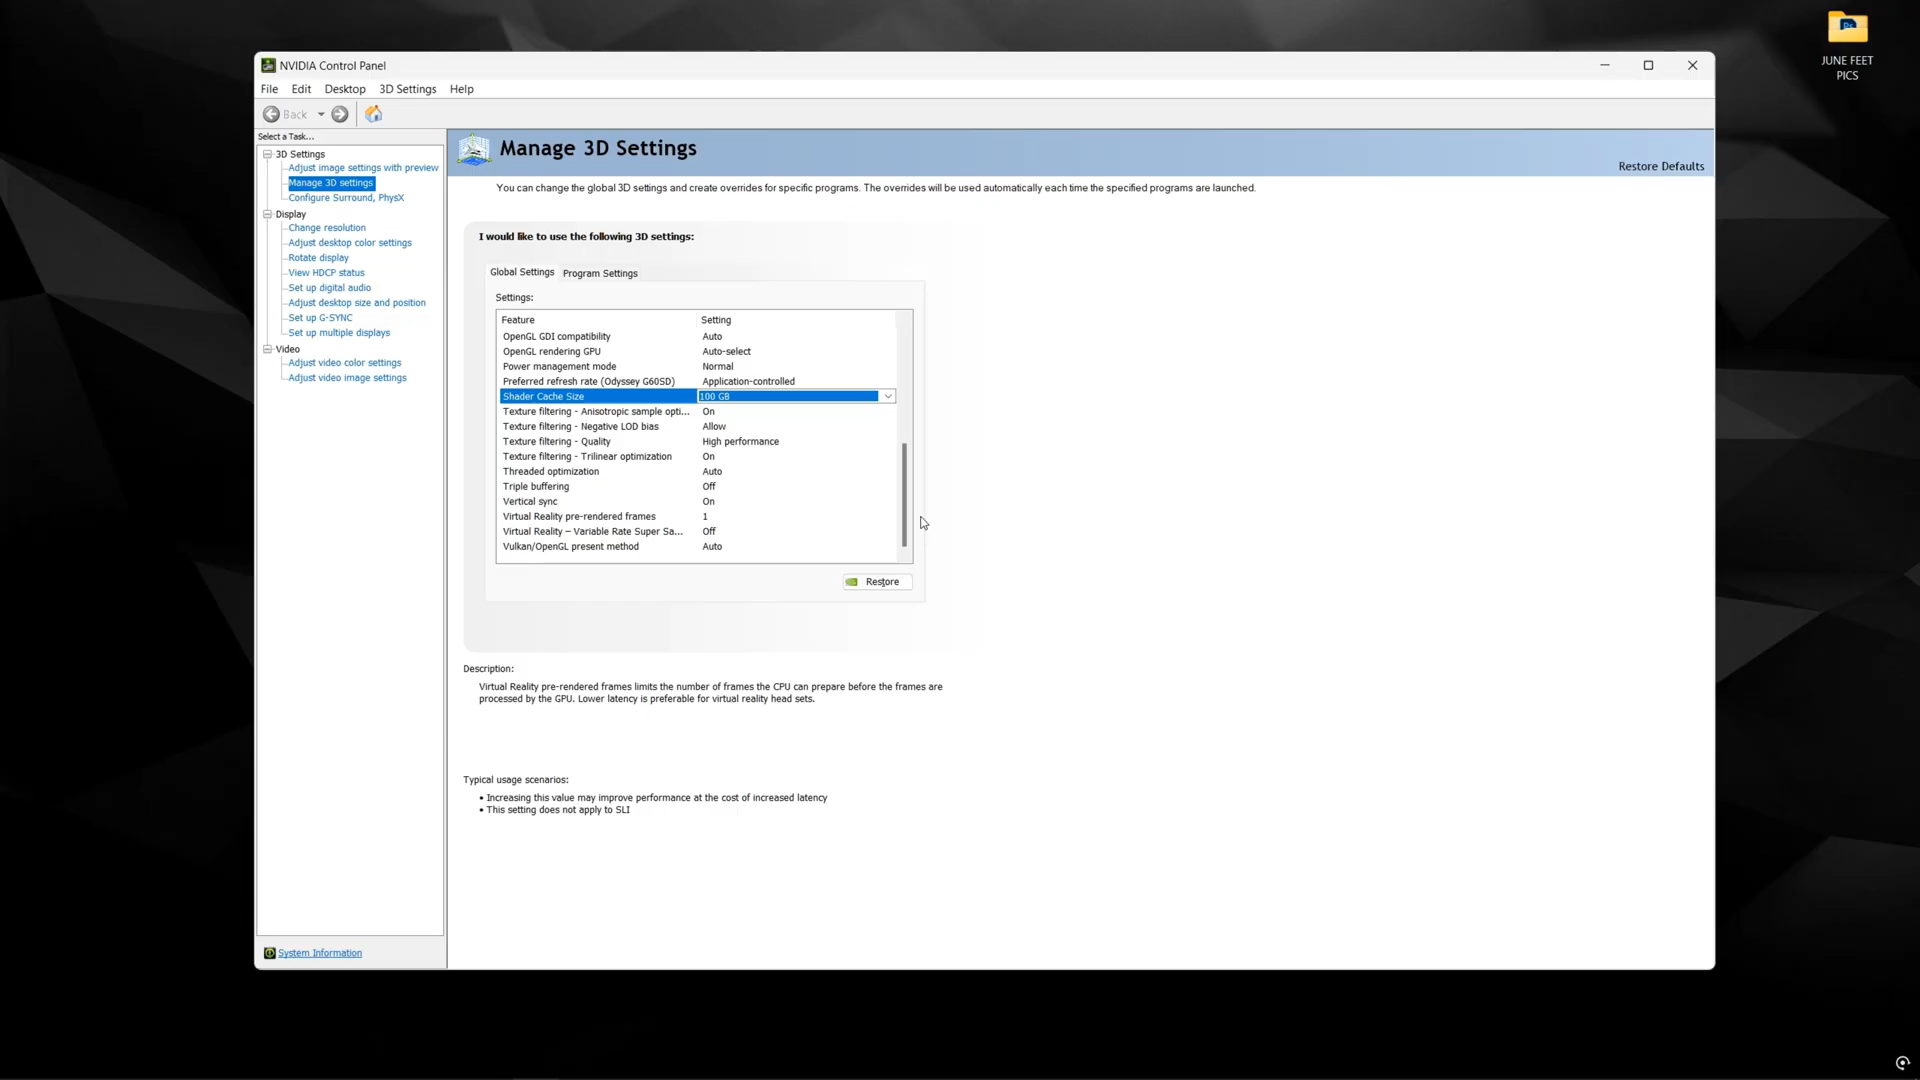 JUNE FEET
PICS
NVIDIA Control Panel
File Edit Desktop 3D Settings Help
Back
Select a Task...
3D Settings
Adjust image settings with preview
Manage 3D settings
Configure Surround, PhysX
Display
Change resolution
Adjust desktop color settings
Rotate display
View HDCP status
Set up digital audio
Adjust desktop size and position
Set up G-SYNC
Set up multiple displays
Video
Adjust video color settings
Adjust video image settings
System Information
Manage 3D Settings
Restore Defaults
You can change the global 3D settings and create overrides for specific programs. The overrides will be used automatically each time the specified programs are launched.
I would like to use the following 3D settings:
Global Settings Program Settings
Settings:
Feature Setting
OpenGL GDI compatibility Auto
OpenGL rendering GPU Auto-select
Power management mode Normal
Preferred refresh rate (Odyssey G60SD) Application-controlled
Shader Cache Size 100 GB
Texture filtering - Anisotropic sample opti... On
Texture filtering - Negative LOD bias Allow
Texture filtering - Quality High performance
Texture filtering - Trilinear optimization On
Threaded optimization Auto
Triple buffering Off
Vertical sync On
Virtual Reality pre-rendered frames 1
Virtual Reality – Variable Rate Super Sa... Off
Vulkan/OpenGL present method Auto
Restore
Description:
Virtual Reality pre-rendered frames limits the number of frames the CPU can prepare before the frames are
processed by the GPU. Lower latency is preferable for virtual reality head sets.
Typical usage scenarios:
• Increasing this value may improve performance at the cost of increased latency
• This setting does not apply to SLI